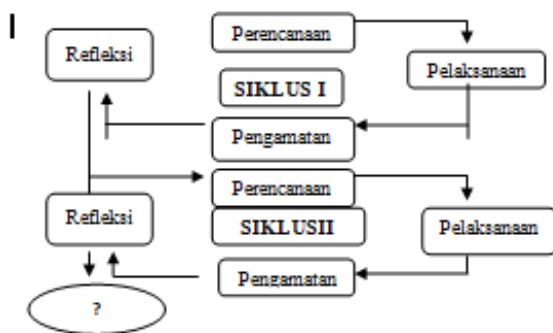 Perencanaan
Refleksi
Pelaksanaan
SIKLUS I
Pengamatan
Perencanaan
Refleksi
SIKLUSII
Pelaksanaan
Pengamatan
?